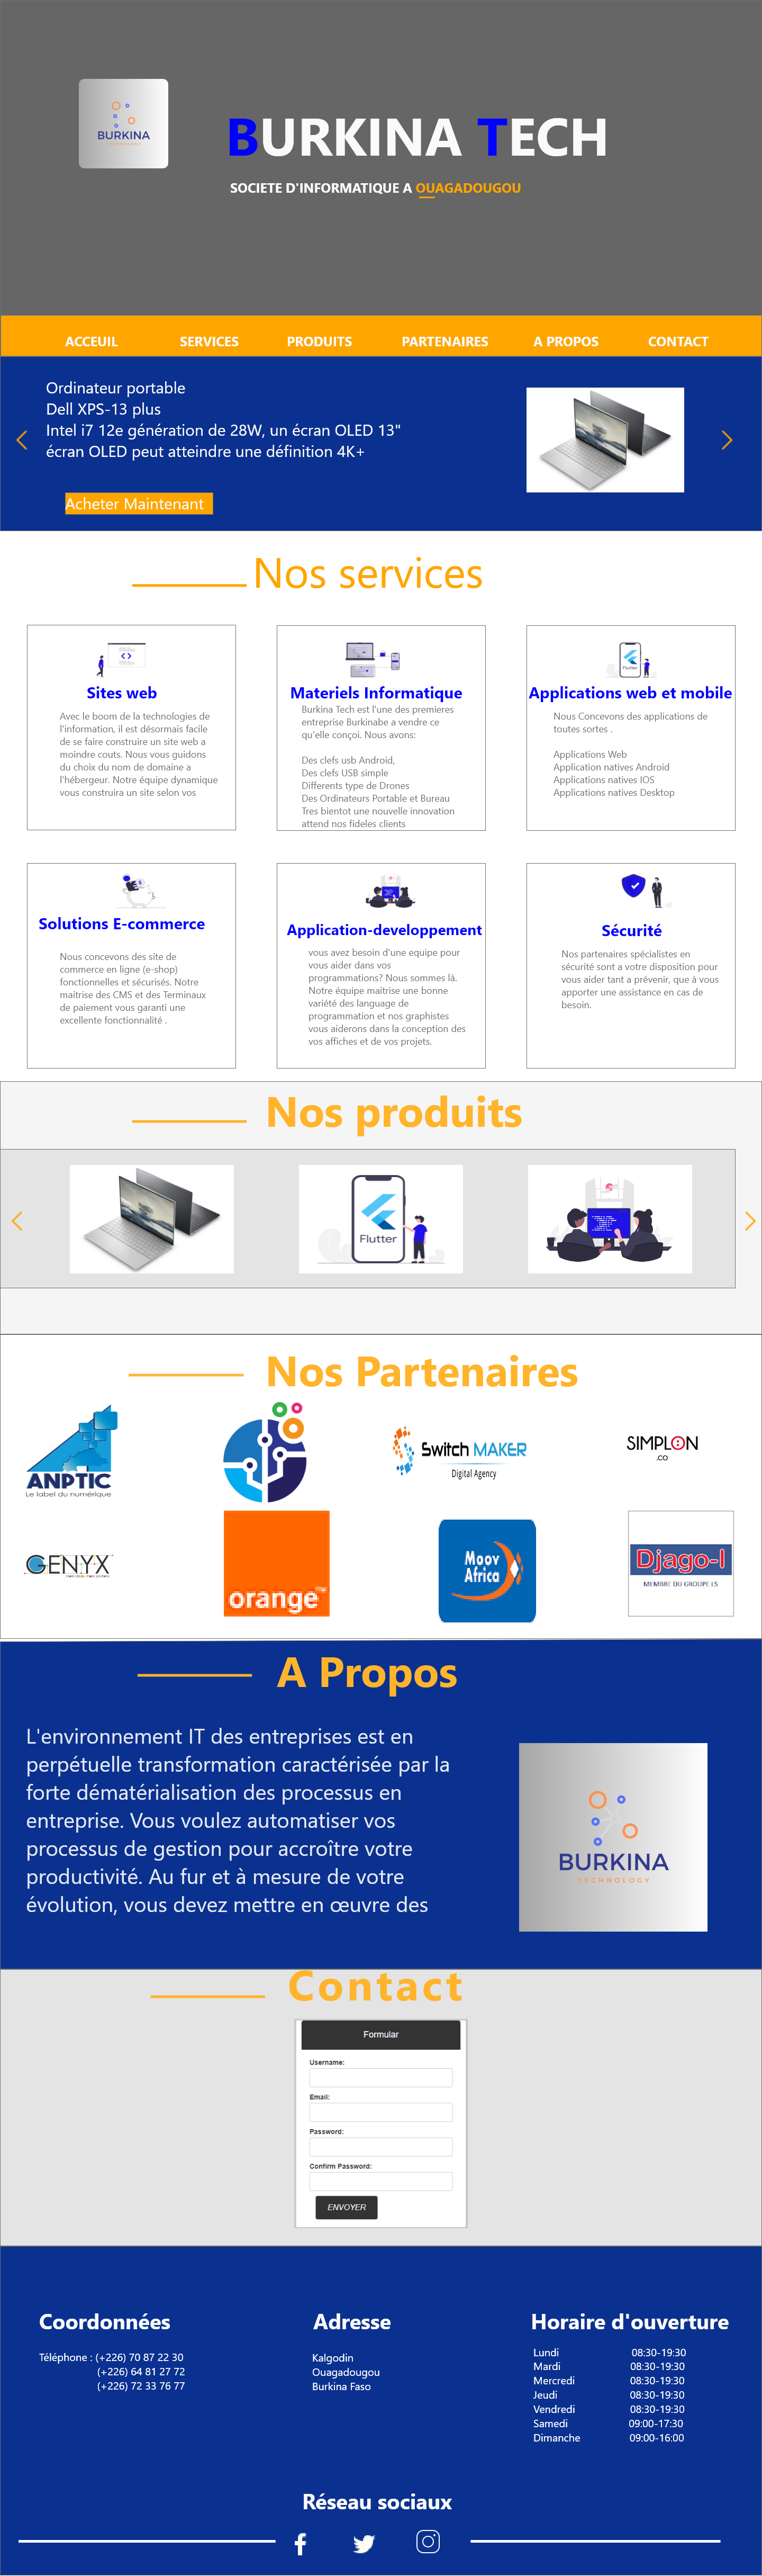 BURKINA
TECHNOLOGY
BURKINA TECH
SOCIETE D'INFORMATIQUE A OUAGADOUGOU
ACCEUIL SERVICES PRODUITS PARTENAIRES A PROPOS CONTACT
Ordinateur portable
Dell XPS-13 plus
Intel i7 12e génération de 28W, un écran OLED 13"
écran OLED peut atteindre une définition 4K+
Acheter Maintenant
Nos services
Sites web
Avec le boom de la technologies de
l'information, il est désormais facile
de se faire construire un site web a
moindre couts. Nous vous guidons
du choix du nom de domaine a
l'hébergeur. Notre équipe dynamique
vous construira un site selon vos
Materiels Informatique
Burkina Tech est l'une des premieres
entreprise Burkinabe a vendre ce
qu'elle conçoi. Nous avons:
Des clefs usb Android,
Des clefs USB simple
Differents type de Drones
Des Ordinateurs Portable et Bureau
Tres bientot une nouvelle innovation
attend nos fideles clients
Flutter
Applications web et mobile
Nous Concevons des applications de
toutes sortes .
Applications Web
Application natives Android
Applications natives IOS
Applications natives Desktop
Solutions E-commerce
Nous concevons des site de
commerce en ligne (e-shop)
fonctionnelles et sécurisés. Notre
maitrise des CMS et des Terminaux
de paiement vous garanti une
excellente fonctionnalité .
Application-developpement
vous avez besoin d'une equipe pour
vous aider dans vos
programmations? Nous sommes là.
Notre équipe maitrise une bonne
variété des language de
programmation et nos graphistes
vous aiderons dans la conception des
vos affiches et de vos projets.
Sécurité
Nos partenaires spécialistes en
sécurité sont a votre disposition pour
vous aider tant a prévenir, que à vous
apporter une assistance en cas de
besoin.
Nos produits
Flutter
Nos Partenaires
ANPTIC
Le label du numérique
Switch MAKER
Digital Agency
SIMPLON
.CO
GENYX
orange
Moov
Africa
Djago-I
MEMBRE DU GROUPE LS
A Propos
L'environnement IT des entreprises est en
perpétuelle transformation caractérisée par la
forte dématérialisation des processus en
entreprise. Vous voulez automatiser vos
processus de gestion pour accroître votre
productivité. Au fur et à mesure de votre
évolution, vous devez mettre en œuvre des
BURKINA
TECHNOLOGY
Contact
Formular
Username:
Email:
Password:
Confirm Password:
ENVOYER
Coordonnées
Téléphone : (+226) 70 87 22 30
(+226) 64 81 27 72
(+226) 72 33 76 77
Adresse
Kalgodin
Ouagadougou
Burkina Faso
Horaire d'ouverture
Lundi 08:30-19:30
Mardi 08:30-19:30
Mercredi 08:30-19:30
Jeudi 08:30-19:30
Vendredi 08:30-19:30
Samedi 09:00-17:30
Dimanche 09:00-16:00
Réseau sociaux